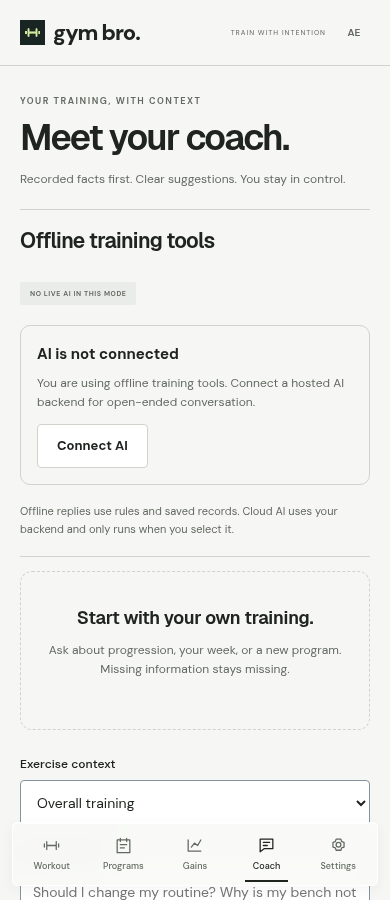 gym bro.
TRAIN WITH INTENTION
AE
YOUR TRAINING, WITH CONTEXT
Meet your coach.
Recorded facts first. Clear suggestions. You stay in control.
Offline training tools
NO LIVE AI IN THIS MODE
AI is not connected
You are using offline training tools. Connect a hosted AI
backend for open-ended conversation.
Connect AI
Offline replies use rules and saved records. Cloud AI uses your
backend and only runs when you select it.
Start with your own training.
Ask about progression, your week, or a new program.
Missing information stays missing.
Exercise context
Overall training
Workout
Programs
Gains
Coach
Settings
Should I change my routine? Why is my bench not